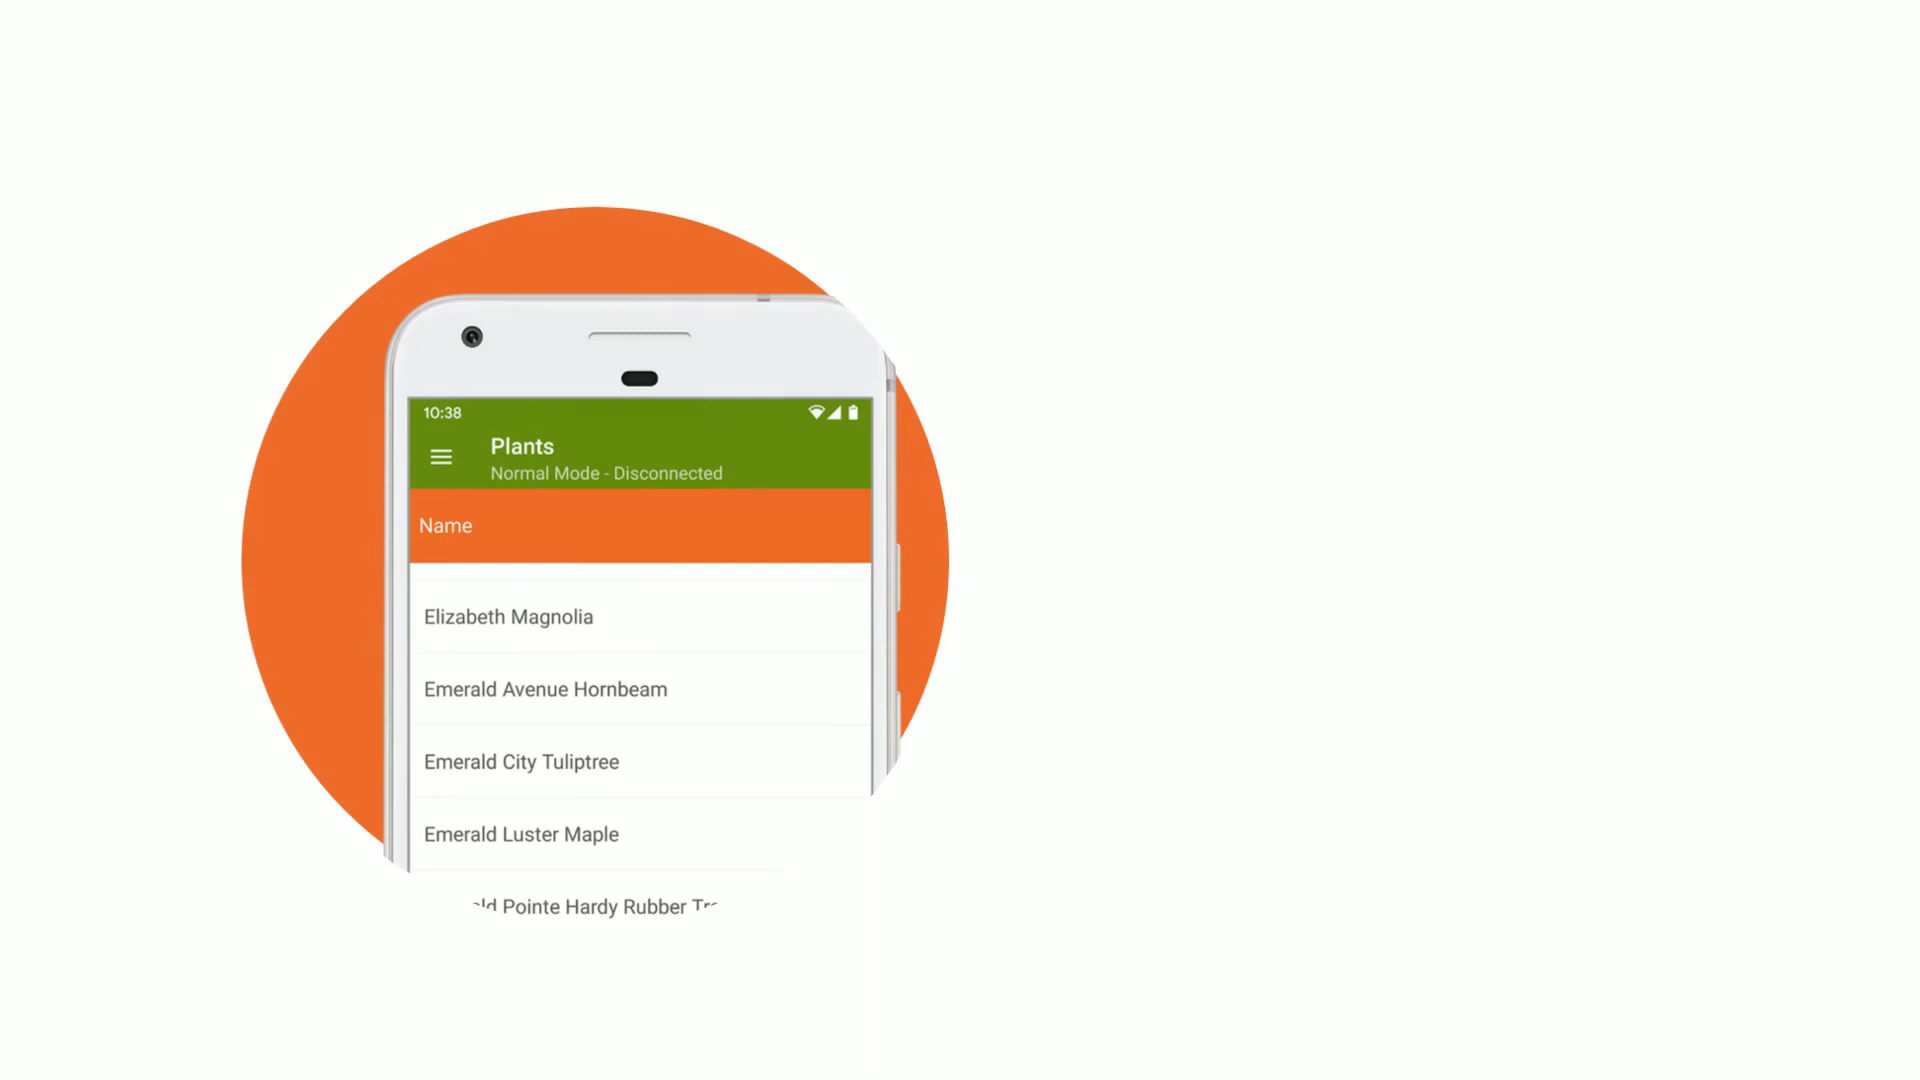 10:38
Plants
Normal Mode - Disconnected
Name
Elizabeth Magnolia
Emerald Avenue Hornbeam
Emerald City Tuliptree
Emerald Luster Maple
Pointe Hardy Rubber